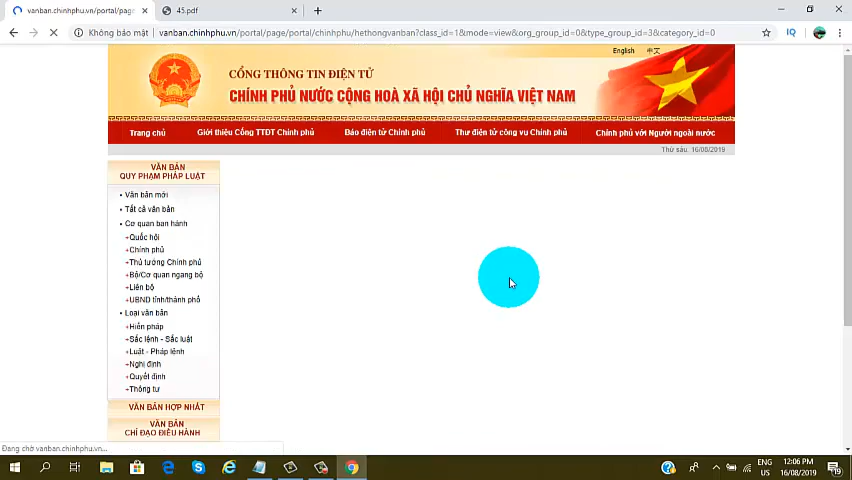 vanban.chinhphu.vn/portal/page/ 45.pdf
Không bảo mật vanban.chinhphu.vn/portal/page/portal/chinhphu/hethongvanban?class_id=1&mode=view&org_group_id=0&type_group_id=3&category_id=0
IQ
English 中文
CỔNG THÔNG TIN ĐIỆN TỬ
CHÍNH PHỦ NƯỚC CỘNG HOÀ XÃ HỘI CHỦ NGHĨA VIỆT NAM
Trang chủ Giới thiệu Cổng TTĐT Chính phủ Báo điện tử Chính phủ Thư điện tử công vụ Chính phủ Chính phủ với Người nước ngoài
Thứ sáu, 16/08/2019
VĂN BẢN
QUY PHẠM PHÁP LUẬT
• Văn bản mới
• Tất cả văn bản
• Cơ quan ban hành
+Quốc hội
+Chính phủ
+Thủ tướng Chính phủ
+Bộ/Cơ quan ngang bộ
+Liên bộ
+UBND tỉnh/thành phố
• Loại văn bản
+Hiến pháp
+Sắc lệnh - Sắc luật
+Luật - Pháp lệnh
+Nghị định
+Quyết định
+Thông tư
VĂN BẢN HỢP NHẤT
VĂN BẢN
CHỈ ĐẠO ĐIỀU HÀNH
Đang chờ vanban.chinhphu.vn...
ENG 12:06 PM
US 16/08/2019
19